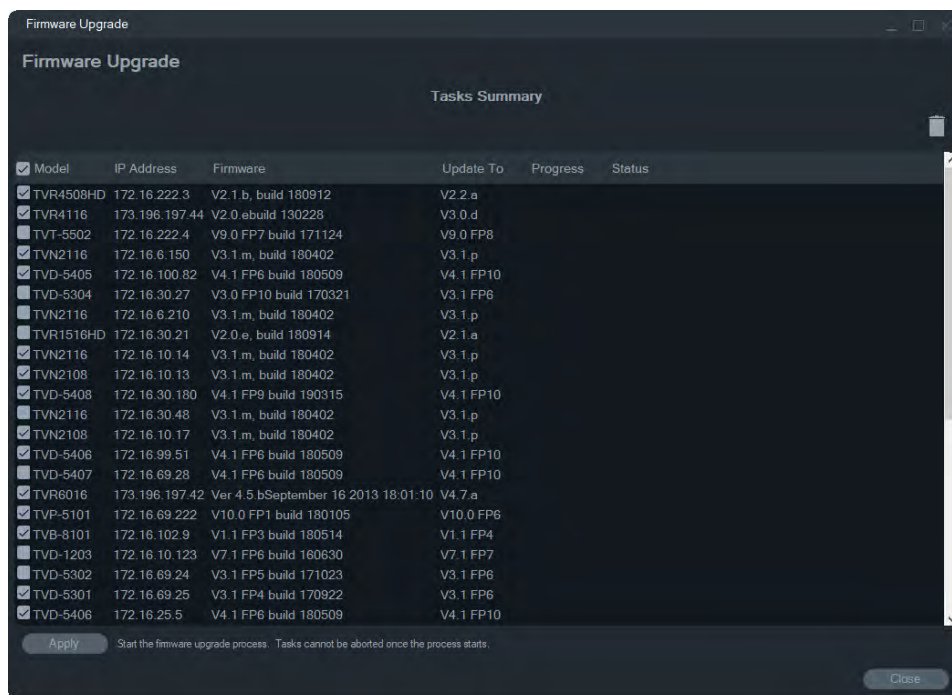 Firmware Upgrade
Firmware Upgrade
Tasks Summary
Model IP Address Firmware Update To Progress Status
TVR4508HD 172.16.222.3 V2.1.b, build 180912 V2.2.a
TVR4116 173.196.197.44 V2.0.ebuild 130228 V3.0.d
TVT-5502 172.16.222.4 V9.0 FP7 build 171124 V9.0 FP8
TVN2116 172.16.6.150 V3.1.m, build 180402 V3.1.p
TVD-5405 172.16.100.82 V4.1 FP6 build 180509 V4.1 FP10
TVD-5304 172.16.30.27 V3.0 FP10 build 170321 V3.1 FP6
TVN2116 172.16.6.210 V3.1.m, build 180402 V3.1.p
TVR1516HD 172.16.30.21 V2.0.e, build 180914 V2.1.a
TVN2116 172.16.10.14 V3.1.m, build 180402 V3.1.p
TVN2108 172.16.10.13 V3.1.m, build 180402 V3.1.p
TVD-5408 172.16.30.180 V4.1 FP9 build 190315 V4.1 FP10
TVN2116 172.16.30.48 V3.1.m, build 180402 V3.1.p
TVN2108 172.16.10.17 V3.1.m, build 180402 V3.1.p
TVD-5406 172.16.99.51 V4.1 FP6 build 180509 V4.1 FP10
TVD-5407 172.16.69.28 V4.1 FP6 build 180509 V4.1 FP10
TVR6016 173.196.197.42 Ver 4.5.bSeptember 16 2013 18:01:10 V4.7.a
TVP-5101 172.16.69.222 V10.0 FP1 build 180105 V10.0 FP6
TVB-8101 172.16.102.9 V1.1 FP3 build 180514 V1.1 FP4
TVD-1203 172.16.10.123 V7.1 FP6 build 160630 V7.1 FP7
TVD-5302 172.16.69.24 V3.1 FP5 build 171023 V3.1 FP6
TVD-5301 172.16.69.25 V3.1 FP4 build 170922 V3.1 FP6
TVD-5406 172.16.25.5 V4.1 FP6 build 180509 V4.1 FP10
Apply Start the firmware upgrade process. Tasks cannot be aborted once the process starts.
Close